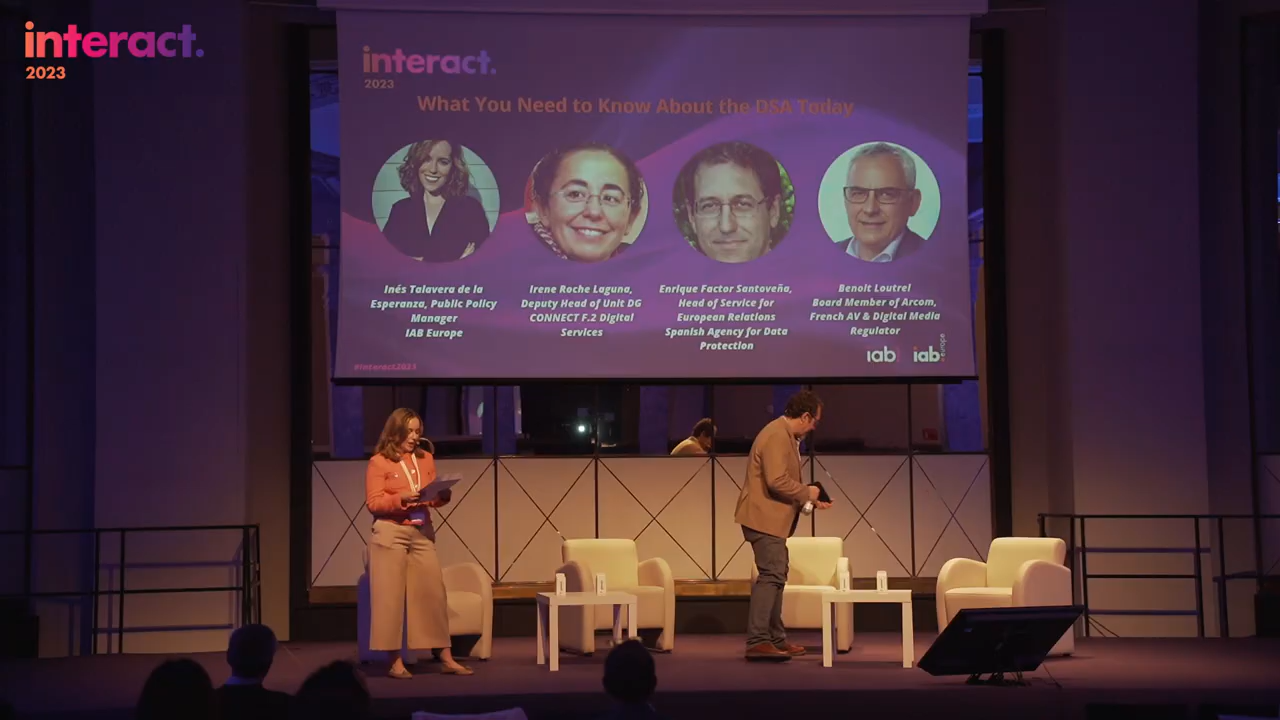 interact.
2023
interact.
2023
What You Need to Know About the DSA Today
Inés Talavera de la
Esperanza, Public Policy
Manager
IAB Europe
Irene Roche Laguna,
Deputy Head of Unit DG
CONNECT F.2 Digital
Services
Enrique Factor Santoveña,
Head of Service for
European Relations
Spanish Agency for Data
Protection
Benoit Loutrel
Board Member of Arcom,
French AV & Digital Media
Regulator
#Interact2023
iab
iab europe